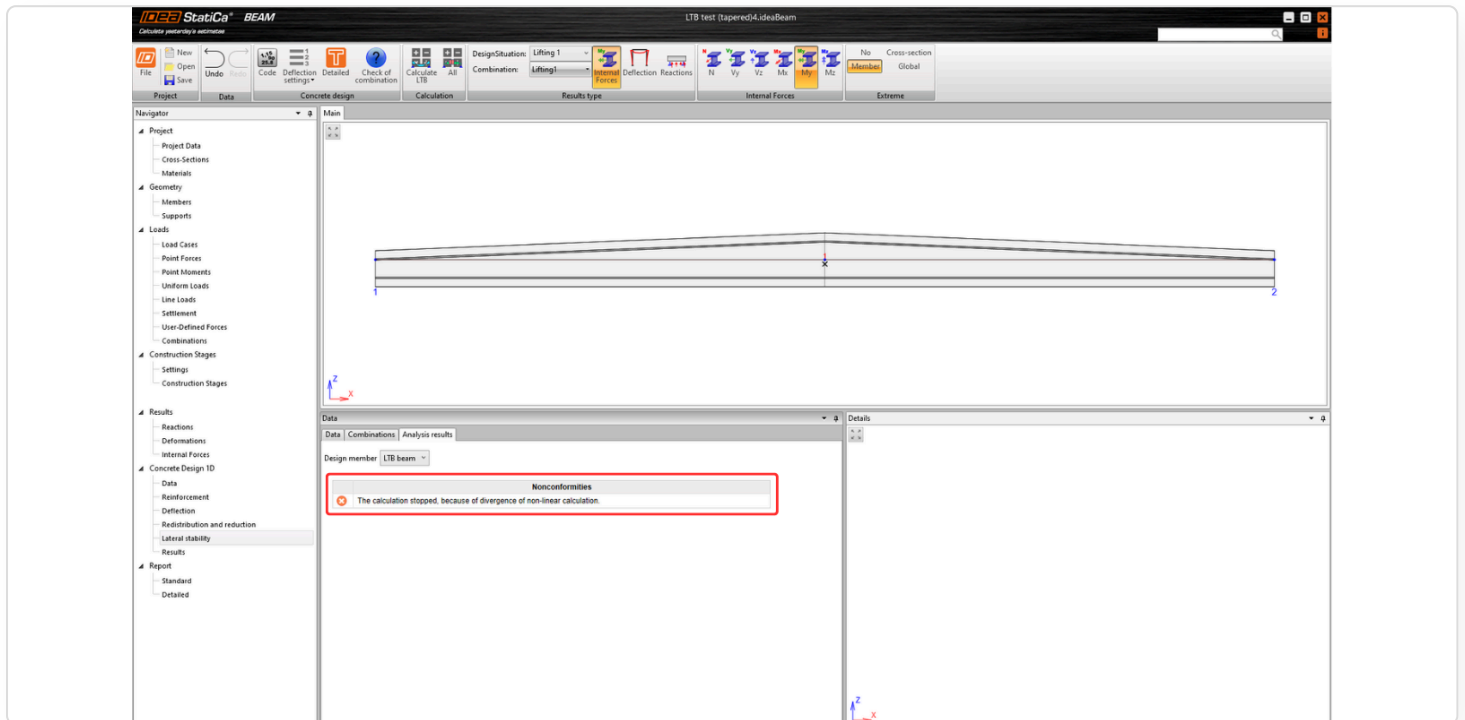 IDEA StatiCa® BEAM
Calculate yesterday's estimates
LTB test (tapered)4.ideaBeam
File
New
Open
Save
Project
Undo
Redo
Data
Code
Deflection settings
Detailed
Check of combination
Concrete design
Calculate LTB
All
Calculation
DesignSituation: Lifting 1
Combination: Lifting1
Internal Forces
Deflection
Reactions
Results type
N
Vy
Vz
Mx
My
Mz
Internal Forces
No
Cross-section
Member
Global
Extreme
Navigator
Project
Project Data
Cross-Sections
Materials
Geometry
Members
Supports
Loads
Load Cases
Point Forces
Point Moments
Uniform Loads
Line Loads
Settlement
User-Defined Forces
Combinations
Construction Stages
Settings
Construction Stages
Results
Reactions
Deformations
Internal Forces
Concrete Design 1D
Data
Reinforcement
Deflection
Redistribution and reduction
Lateral stability
Results
Report
Standard
Detailed
Main
1
2
Z
X
Data
Data
Combinations
Analysis results
Design member LTB beam
Nonconformities
The calculation stopped, because of divergence of non-linear calculation.
Details
Z
X